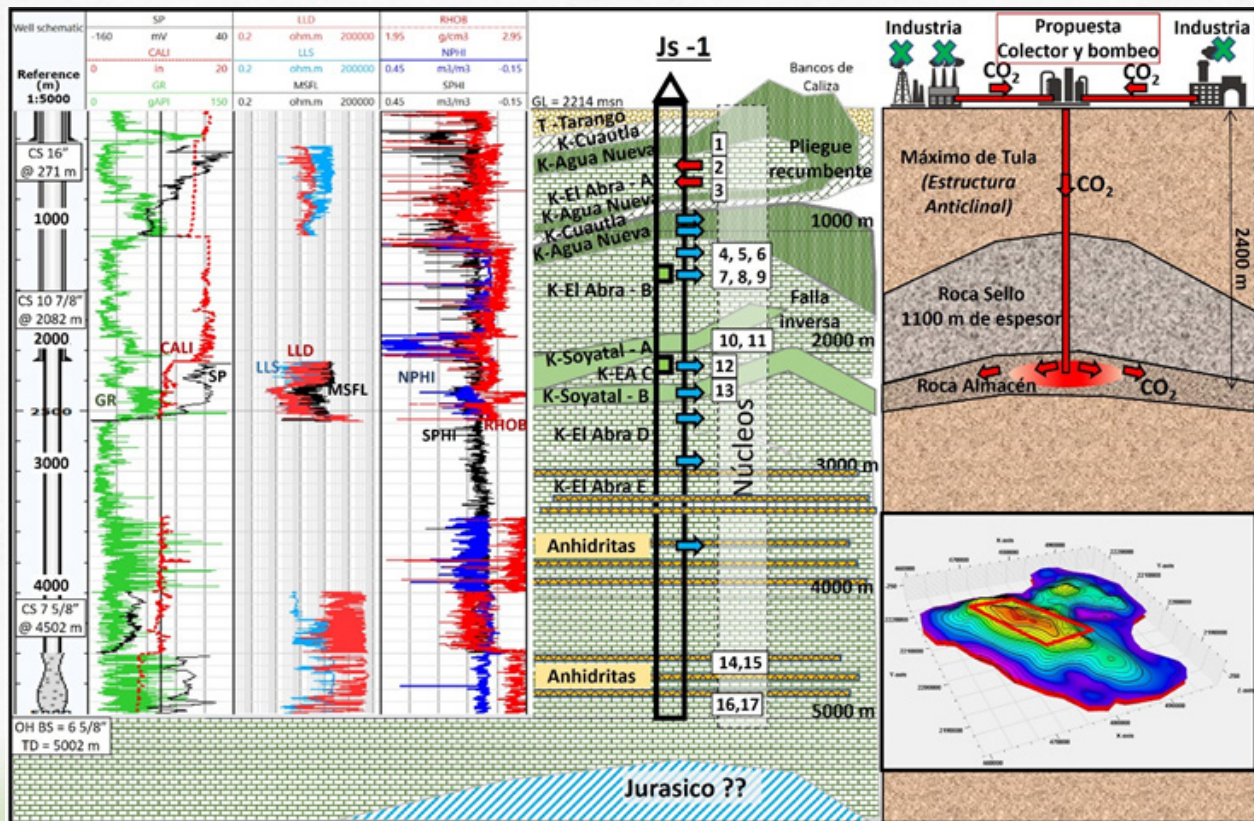 Well schematic
SP
-160 mV 40
CALI
0 in 20
GR
0 gAPI 150
LLD
0.2 ohm.m 200000
LLS
0.2 ohm.m 200000
MSFL
0.2 ohm.m 200000
RHOB
1.95 g/cm3 2.95
NPHI
0.45 m3/m3 -0.15
SPHI
0.45 m3/m3 -0.15
Reference
(m)
1:5000
CS 16”
@ 271 m
1000
CS 10 7/8”
@ 2082 m
2000
2500
3000
4000
CS 7 5/8”
@ 4502 m
OH BS = 6 5/8”
TD = 5002 m
CALI
SP
GR
LLD
LLS
MSFL
NPHI
SPHI
RHOB
Js -1
GL = 2214 msn
Bancos de
Caliza
T -Tarango
K-Cuautla
K-Agua Nueva
K-El Abra - A
K-Agua Nueva
K-Cuautla
K-Agua Nueva
K-El Abra - B
K-Soyatal - A
K-EA C
K-Soyatal - B
K-El Abra D
K-El Abra E
Anhidritas
Anhidritas
1
2
3
4, 5, 6
7, 8, 9
10, 11
12
13
14,15
16,17
Pliegue
recumbente
1000 m
Falla
inversa
2000 m
Núcleos
3000 m
4000 m
5000 m
Jurasico ??
Industria
Propuesta
Colector y bombeo
Industria
CO2
CO2
Máximo de Tula
(Estructura
Anticlinal)
CO2
2400 m
Roca Sello
1100 m de espesor
Roca Almacén
CO2
X axis
Y axis
Y axis
Z axis
X axis